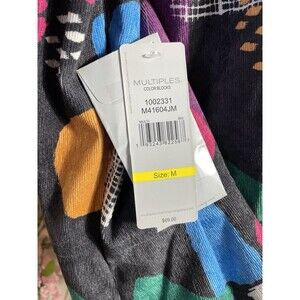 MULTIPLES
COLOR BLOCKS
1002331
M41604JM
Size: M
$69.00